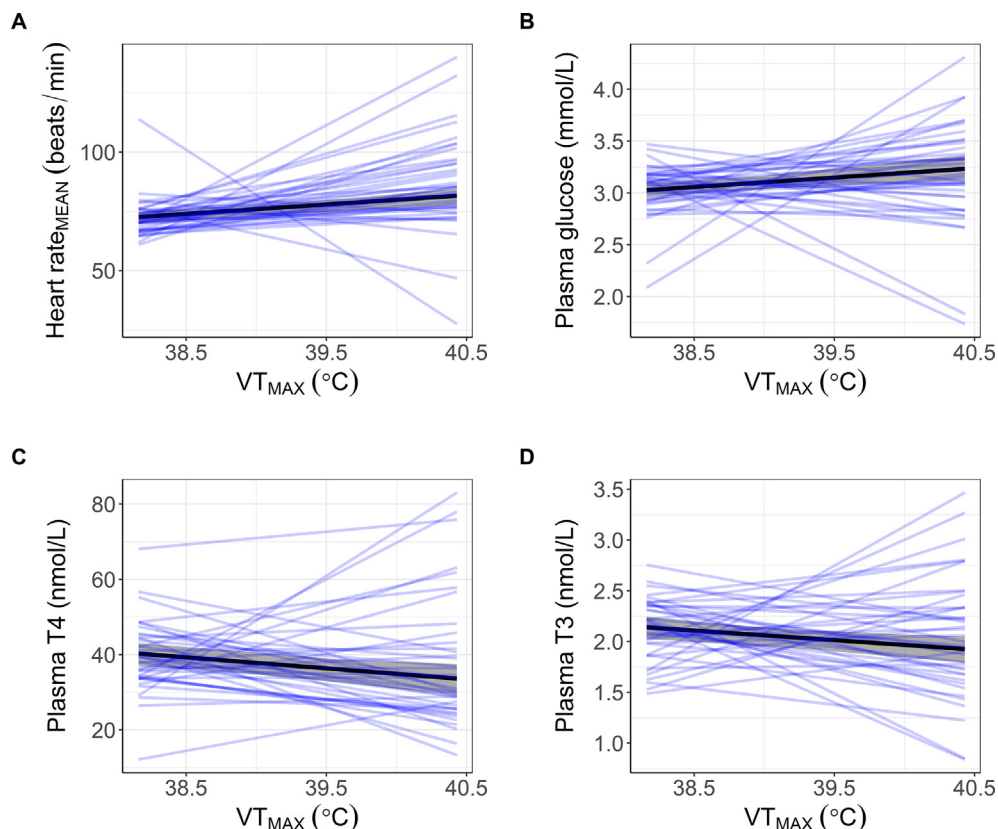 A
Heart rateMEAN (beats/min)
100
50
38.5 39.5 40.5
VTMAX (°C)
B
Plasma glucose (mmol/L)
4.0
3.5
3.0
2.5
2.0
38.5 39.5 40.5
VTMAX (°C)
C
Plasma T4 (nmol/L)
80
60
40
20
38.5 39.5 40.5
VTMAX (°C)
D
Plasma T3 (nmol/L)
3.5
3.0
2.5
2.0
1.5
1.0
38.5 39.5 40.5
VTMAX (°C)